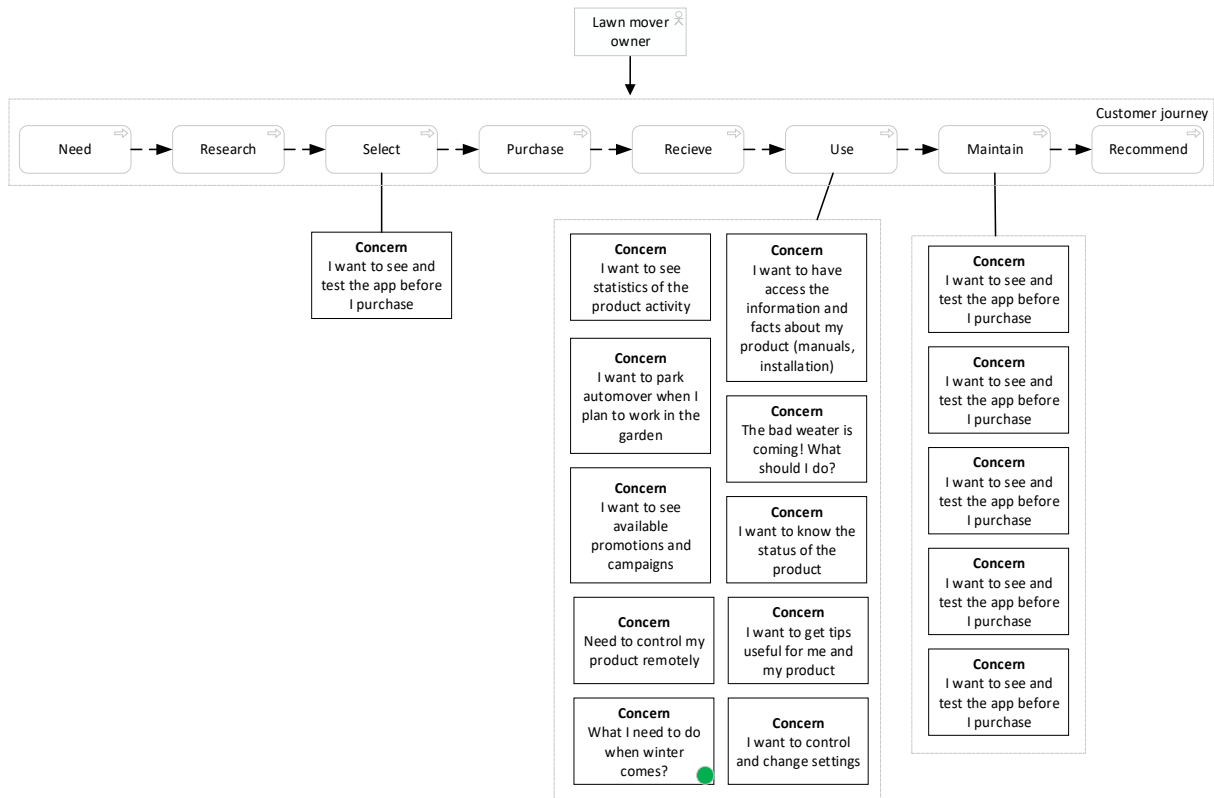 Lawn mover
owner
Customer journey
Need
Research
Select
Purchase
Recieve
Use
Maintain
Recommend
Concern
I want to see and
test the app before
I purchase
Concern
I want to see
statistics of the
product activity
Concern
I want to park
automover when I
plan to work in the
garden
Concern
I want to see
available
promotions and
campaigns
Concern
Need to control my
product remotely
Concern
What I need to do
when winter
comes?
Concern
I want to have
access the
information and
facts about my
product (manuals,
installation)
Concern
The bad weater is
coming! What
should I do?
Concern
I want to know the
status of the
product
Concern
I want to get tips
useful for me and
my product
Concern
I want to control
and change settings
Concern
I want to see and
test the app before
I purchase
Concern
I want to see and
test the app before
I purchase
Concern
I want to see and
test the app before
I purchase
Concern
I want to see and
test the app before
I purchase
Concern
I want to see and
test the app before
I purchase